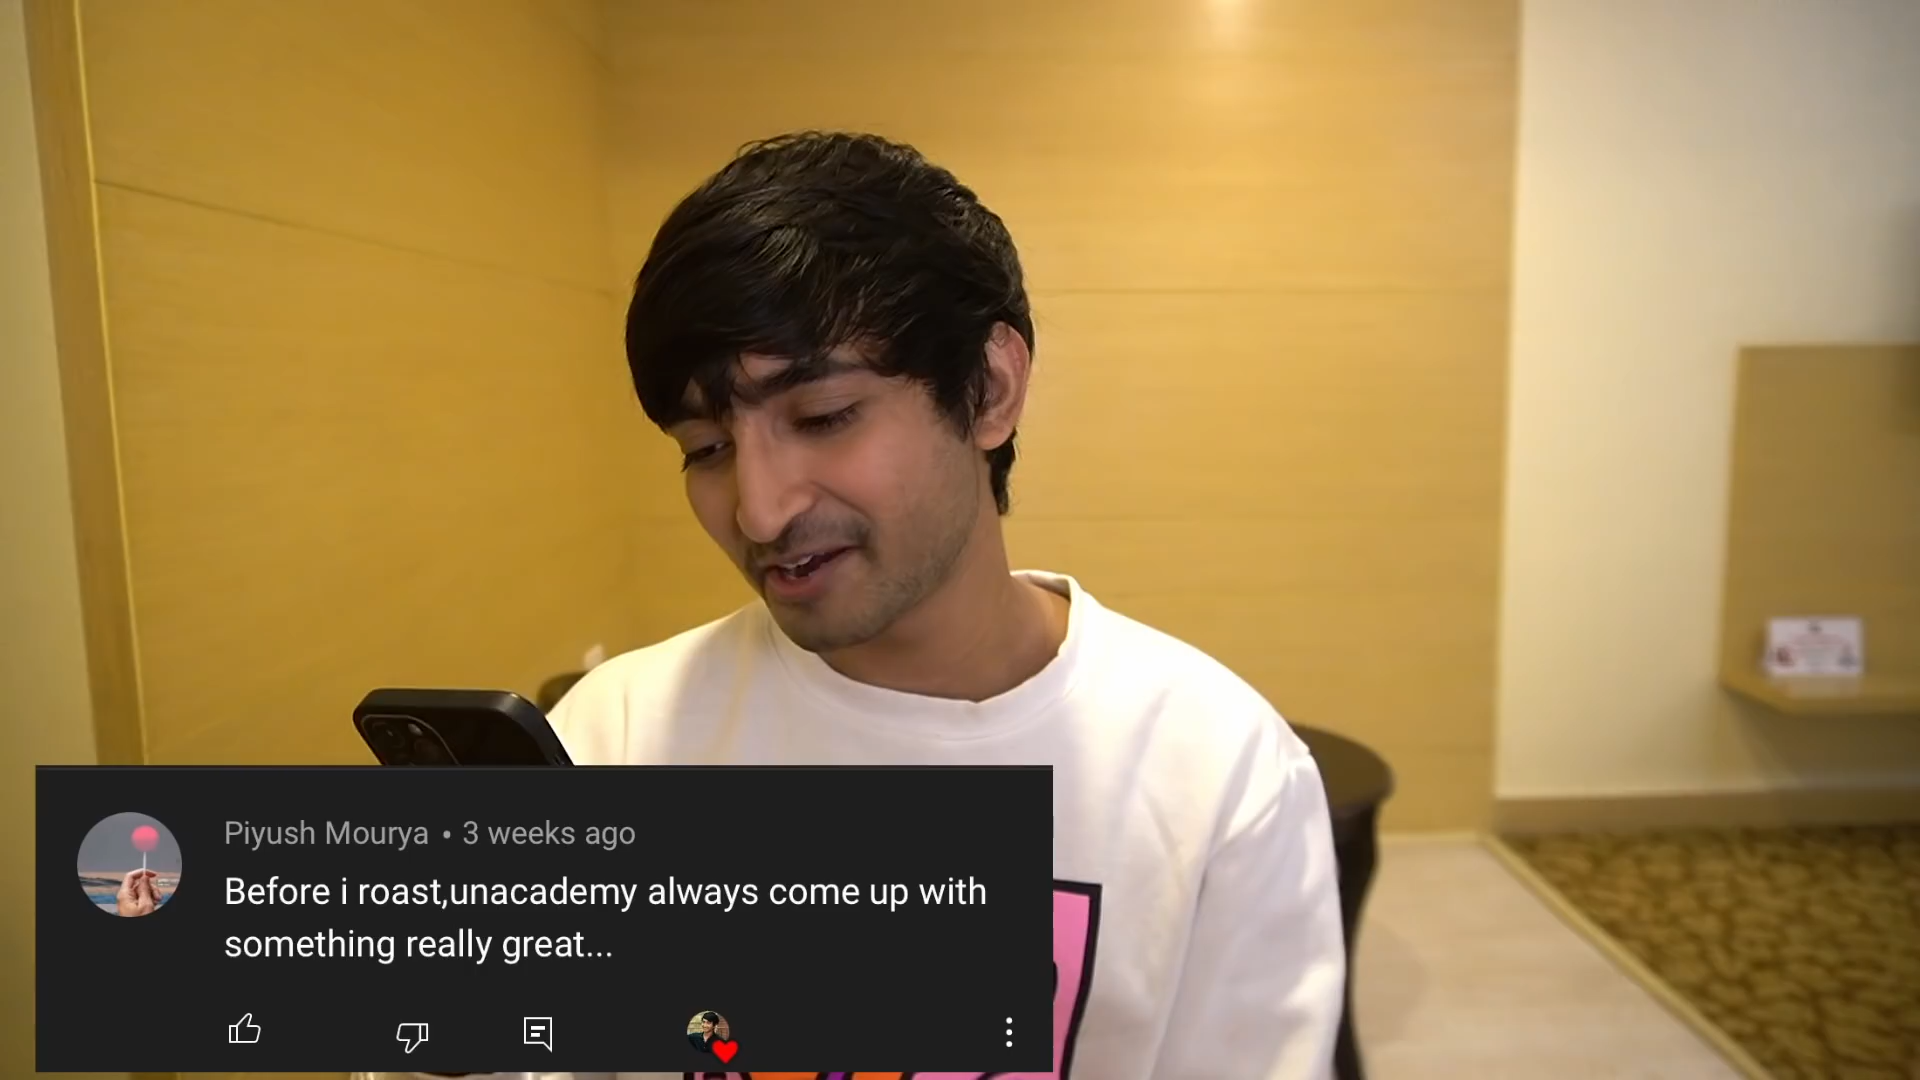 Piyush Mourya • 3 weeks ago
Before i roast,unacademy always come up with
something really great...